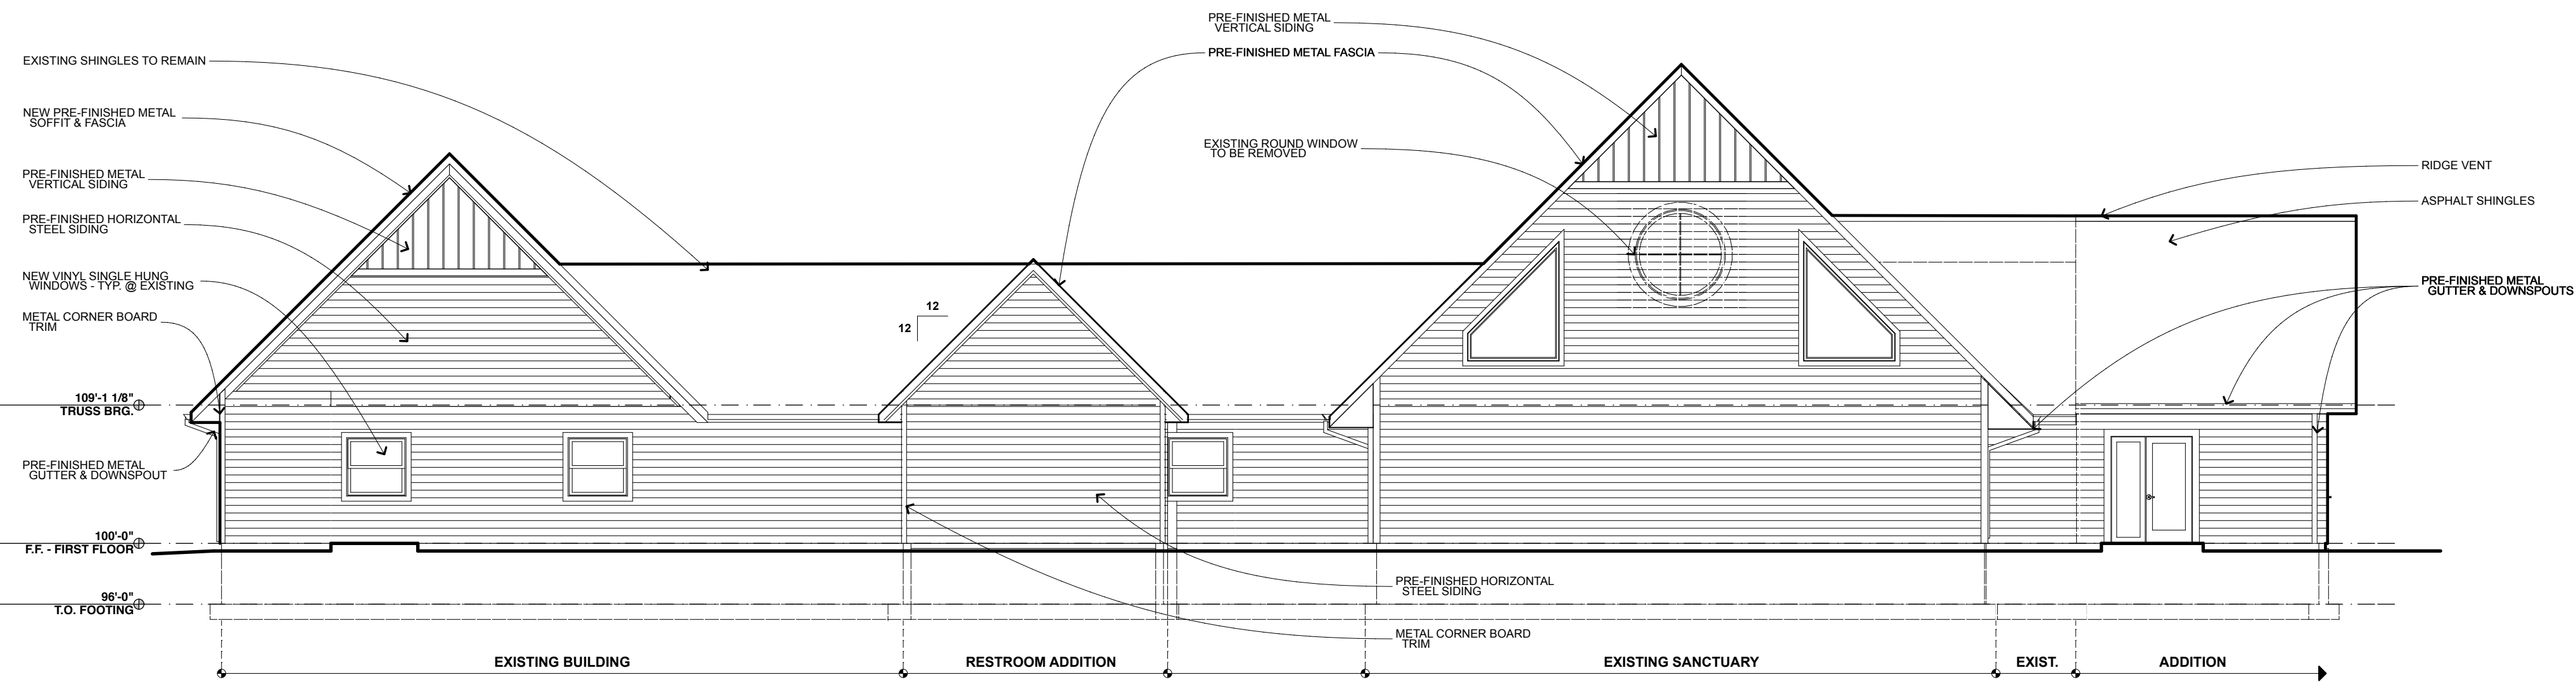 PRE-FINISHED METAL
VERTICAL SIDING
PRE-FINISHED METAL FASCIA
EXISTING SHINGLES TO REMAIN
NEW PRE-FINISHED METAL
SOFFIT & FASCIA
EXISTING ROUND WINDOW
TO BE REMOVED
RIDGE VENT
PRE-FINISHED METAL
VERTICAL SIDING
ASPHALT SHINGLES
PRE-FINISHED HORIZONTAL
STEEL SIDING
NEW VINYL SINGLE HUNG
WINDOWS - TYP. @ EXISTING
PRE-FINISHED METAL
GUTTER & DOWNSPOUTS
METAL CORNER BOARD
TRIM
12
12
109'-1 1/8"
TRUSS BRG.
PRE-FINISHED METAL
GUTTER & DOWNSPOUT
100'-0"
F.F. - FIRST FLOOR
96'-0"
T.O. FOOTING
PRE-FINISHED HORIZONTAL
STEEL SIDING
METAL CORNER BOARD
TRIM
EXISTING BUILDING
RESTROOM ADDITION
EXISTING SANCTUARY
EXIST.
ADDITION